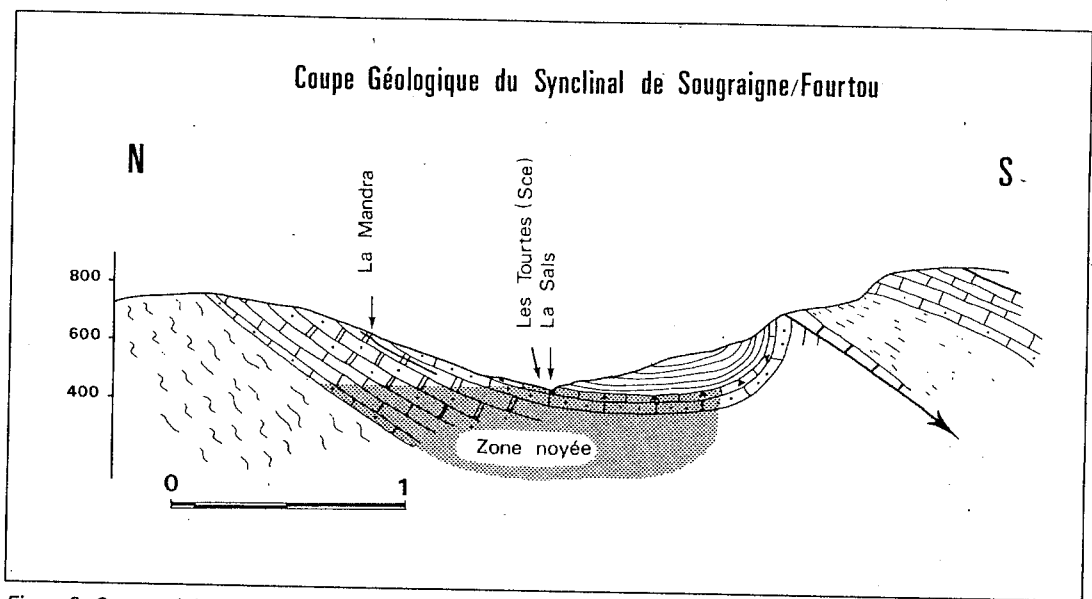 Coupe Géologique du Synclinal de Sougraigne/Fourtou
N
S
La Mandra
Les Tourtes (Sce)
La Sals
800
600
400
Zone noyée
0
1